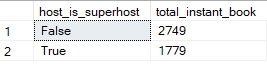 host_is_superhost total_instant_book
1 False 2749
2 True 1779